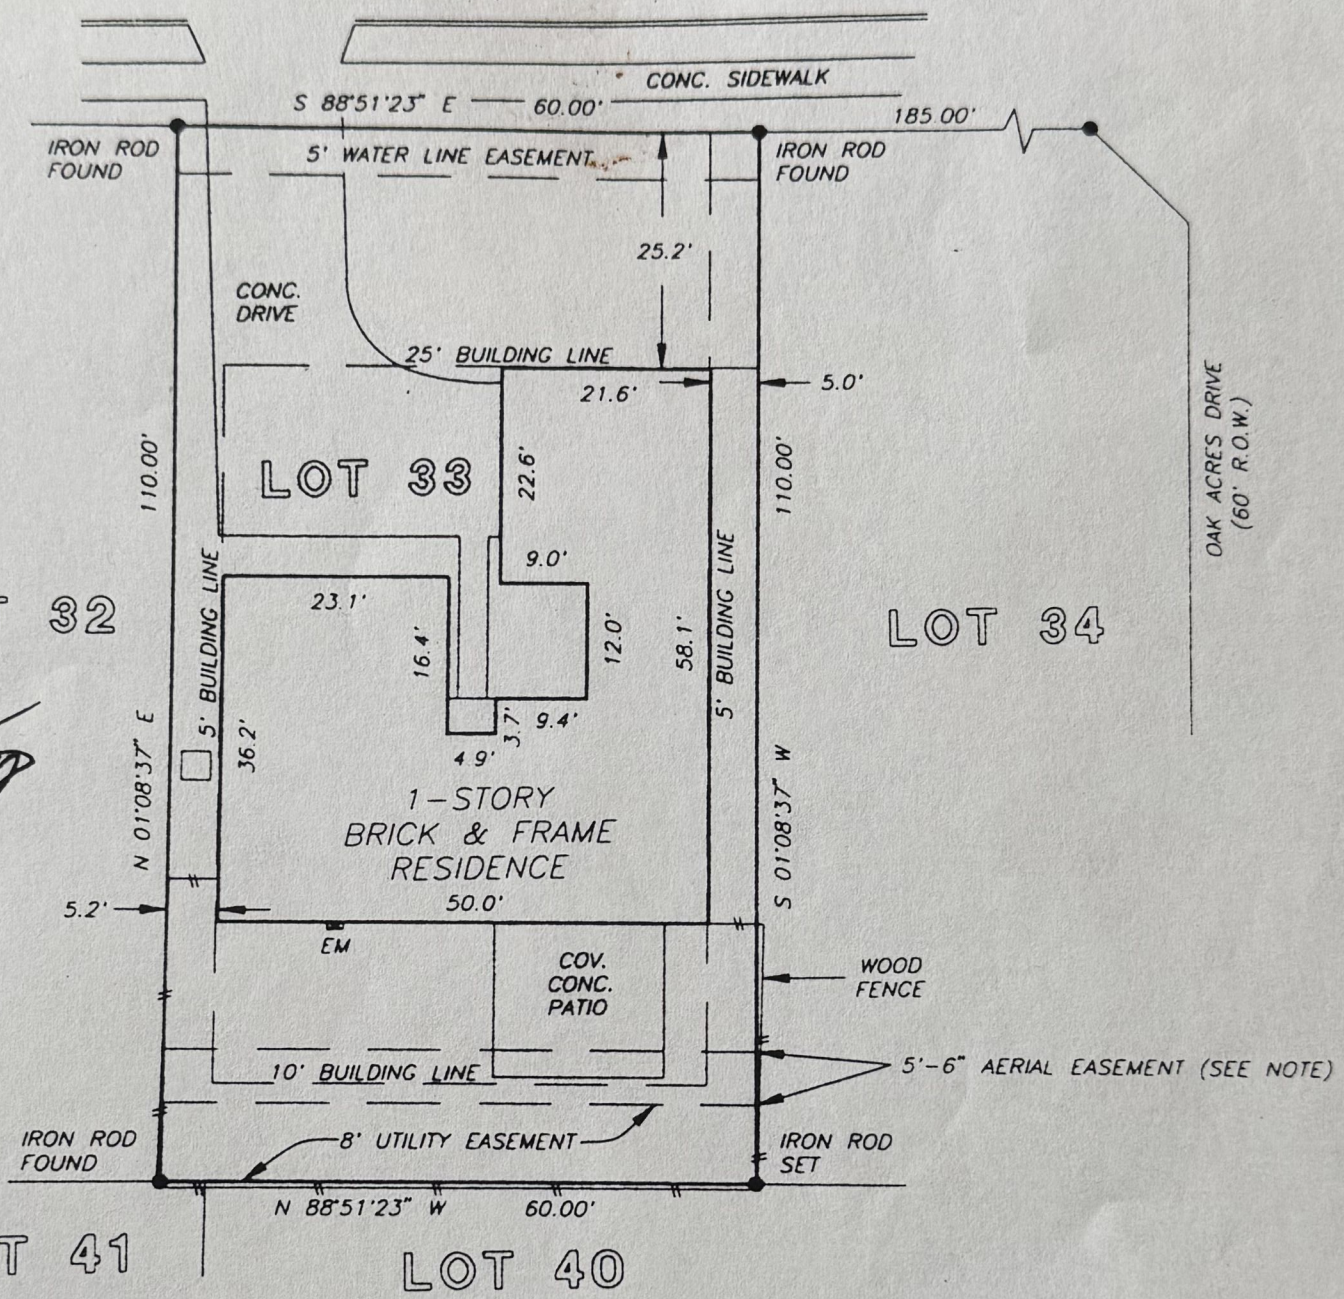 CONC. SIDEWALK
S 88°51'23" E
60.00'
185.00'
IRON ROD
FOUND
5' WATER LINE EASEMENT
IRON ROD
FOUND
25.2'
CONC.
DRIVE
25' BUILDING LINE
21.6'
5.0'
110.00'
LOT 33
22.6'
110.00'
OAK ACRES DRIVE
(60' R.O.W.)
9.0'
5' BUILDING LINE
23.1'
32
16.4'
12.0'
58.1'
5' BUILDING LINE
LOT 34
N 01°08'37" E
36.2'
3.7'
9.4'
4.9'
S 01°08'37" W
1-STORY
BRICK & FRAME
RESIDENCE
5.2'
50.0'
EM
COV.
CONC.
PATIO
WOOD
FENCE
10' BUILDING LINE
5'-6" AERIAL EASEMENT (SEE NOTE)
IRON ROD
FOUND
8' UTILITY EASEMENT
IRON ROD
SET
N 88°51'23" W
60.00'
T 41
LOT 40